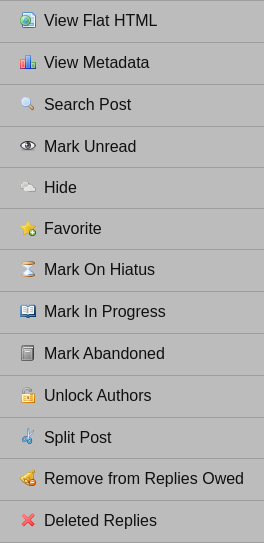 View Flat HTML
View Metadata
Search Post
Mark Unread
Hide
Favorite
Mark On Hiatus
Mark In Progress
Mark Abandoned
Unlock Authors
Split Post
Remove from Replies Owed
Deleted Replies